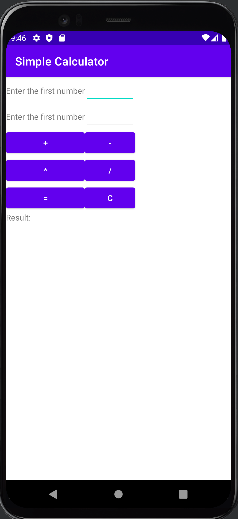 9:46
Simple Calculator
Enter the first number
Enter the first number
+ -
* /
= C
Result: